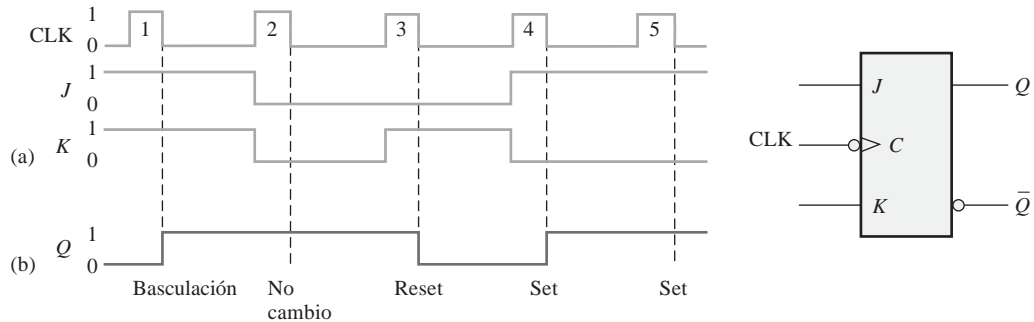 CLK 1 0 1 2 3 4 5
J 1 0
(a) K 1 0
(b) Q 1 0
Basculación No cambio Reset Set Set
J Q
CLK C
K Q̅